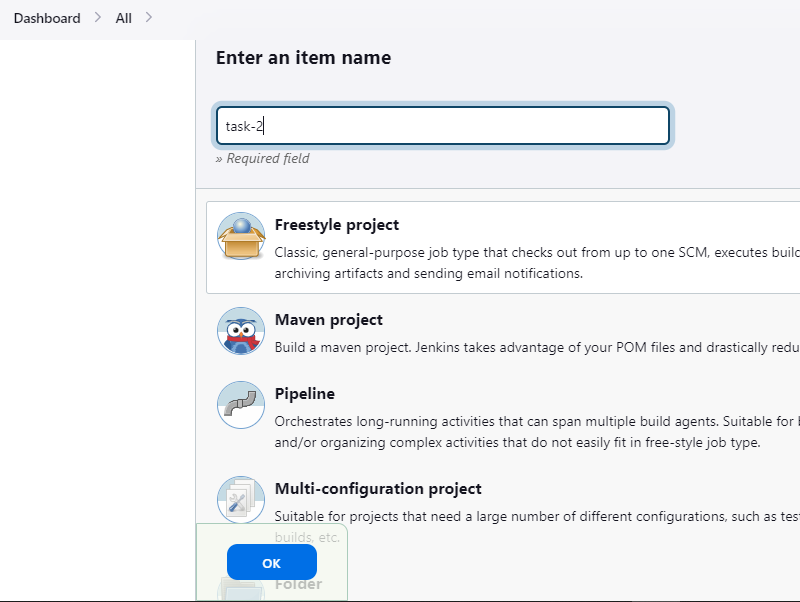 Dashboard > All >
Enter an item name
task-2
» Required field
Freestyle project
Classic, general-purpose job type that checks out from up to one SCM, executes build
archiving artifacts and sending email notifications.
Maven project
Build a maven project. Jenkins takes advantage of your POM files and drastically redu
Pipeline
Orchestrates long-running activities that can span multiple build agents. Suitable for
and/or organizing complex activities that do not easily fit in free-style job type.
Multi-configuration project
Suitable for projects that need a large number of different configurations, such as test
builds, etc.
OK
Folder